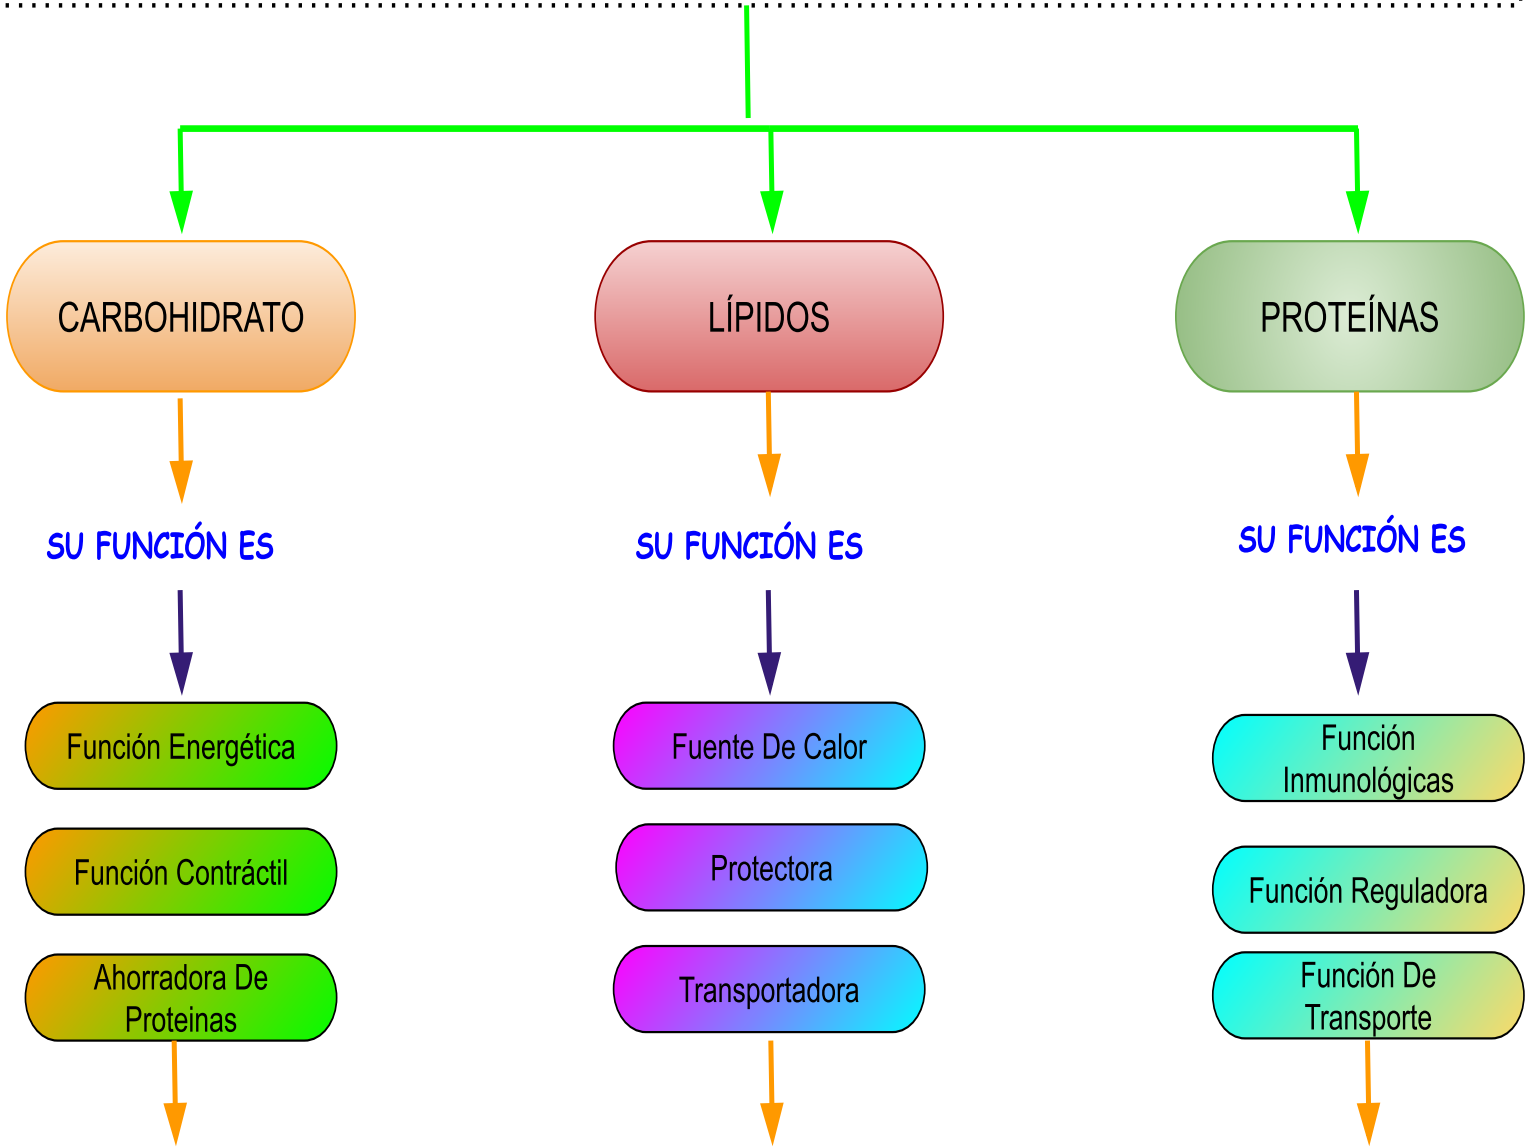 CARBOHIDRATO
LÍPIDOS
PROTEÍNAS
SU FUNCIÓN ES
SU FUNCIÓN ES
SU FUNCIÓN ES
Función Energética
Fuente De Calor
Función
Inmunológicas
Función Contráctil
Protectora
Función Reguladora
Ahorradora De
Proteinas
Transportadora
Función De
Transporte